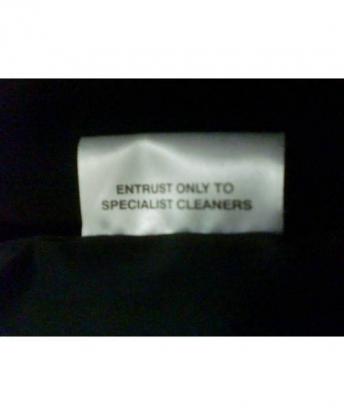 ENTRUST ONLY TO
SPECIALIST CLEANERS